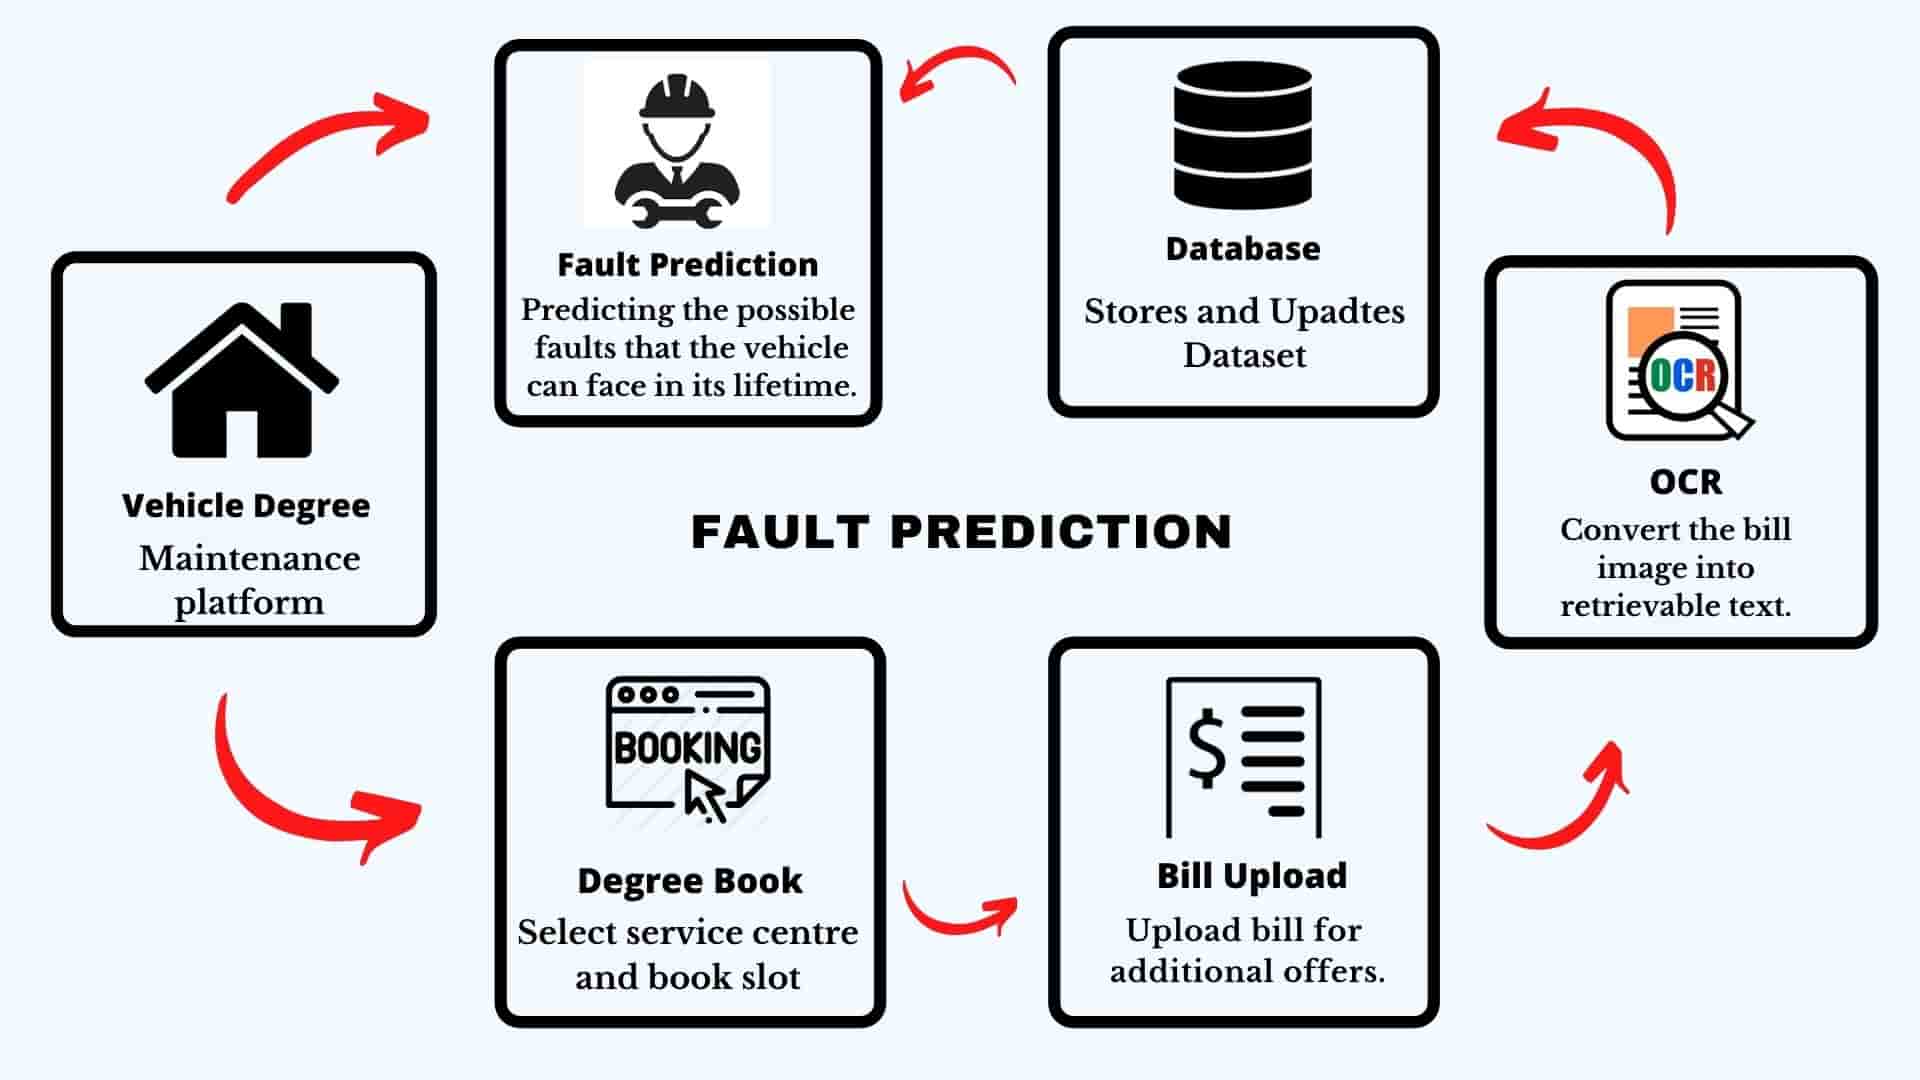 Fault Prediction
Predicting the possible
faults that the vehicle
can face in its lifetime.
Database
Stores and Upadtes
Dataset
Vehicle Degree
Maintenance
platform
OCR
OCR
Convert the bill
image into
retrievable text.
FAULT PREDICTION
BOOKING
Degree Book
Select service centre
and book slot
$
Bill Upload
Upload bill for
additional offers.